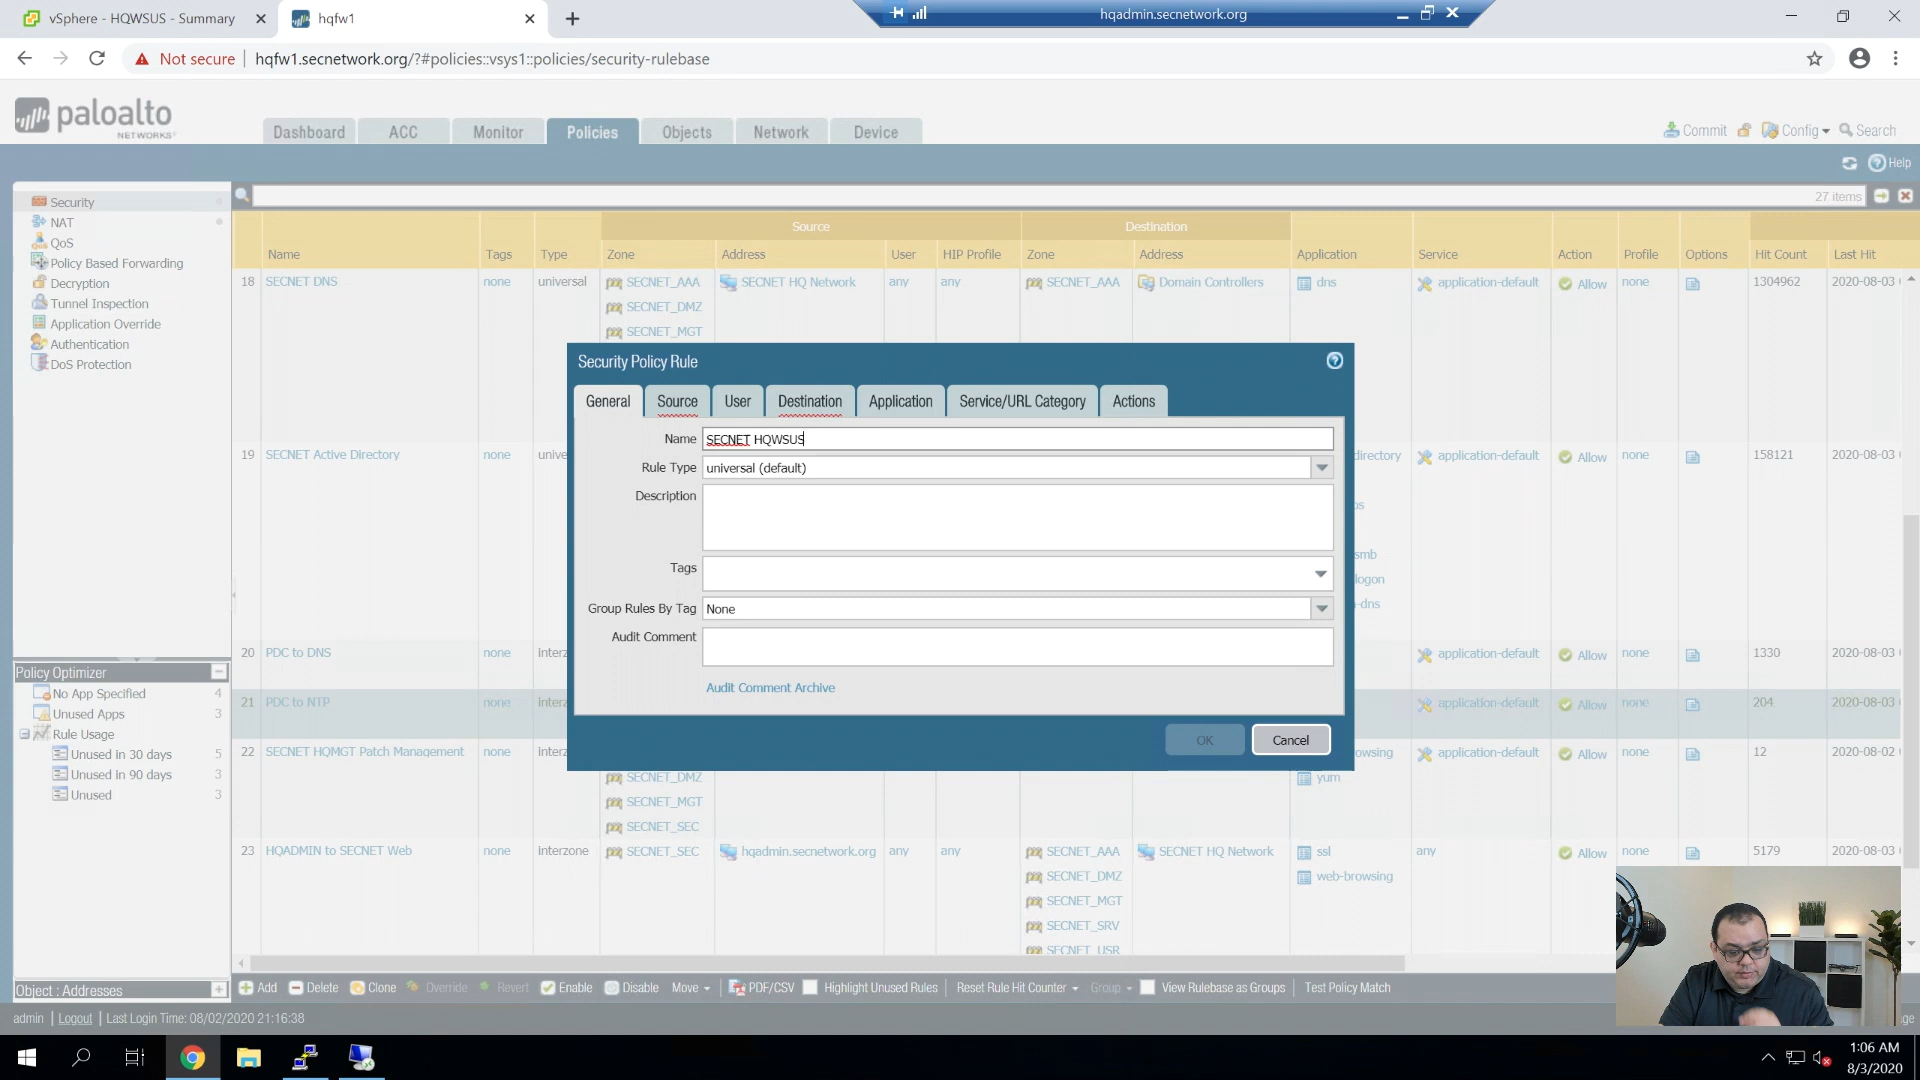 vSphere - HQWSUS - Summary
hqfw1
hqadmin.secnetwork.org
Not secure
hqfw1.secnetwork.org/?#policies::vsys1::policies/security-rulebase
paloalto
NETWORKS
Dashboard
ACC
Monitor
Policies
Objects
Network
Device
Commit
Config
Search
Help
Security
NAT
QoS
Policy Based Forwarding
Decryption
Tunnel Inspection
Application Override
Authentication
DoS Protection
27 items
Source
Destination
Name
Tags
Type
Zone
Address
User
HIP Profile
Zone
Address
Application
Service
Action
Profile
Options
Hit Count
Last Hit
18
SECNET DNS
none
universal
SECNET_AAA
SECNET_DMZ
SECNET_MGT
SECNET HQ Network
any
any
SECNET_AAA
Domain Controllers
dns
application-default
Allow
none
1304962
2020-08-03
19
SECNET Active Directory
none
unive
directory
smb
logon
-dns
application-default
Allow
none
158121
2020-08-03
20
PDC to DNS
none
interz
application-default
Allow
none
1330
2020-08-03
21
PDC to NTP
none
interz
application-default
Allow
none
204
2020-08-03
22
SECNET HQMGT Patch Management
none
interz
SECNET_DMZ
SECNET_MGT
SECNET_SEC
owsing
yum
application-default
Allow
none
12
2020-08-02
23
HQADMIN to SECNET Web
none
interzone
SECNET_SEC
hqadmin.secnetwork.org
any
any
SECNET_AAA
SECNET_DMZ
SECNET_MGT
SECNET_SRV
SECNET_USR
SECNET HQ Network
ssl
web-browsing
any
Allow
none
5179
2020-08-03
Security Policy Rule
General
Source
User
Destination
Application
Service/URL Category
Actions
Name
SECNET HQWSUS
Rule Type
universal (default)
Description
Tags
Group Rules By Tag
None
Audit Comment
Audit Comment Archive
OK
Cancel
Policy Optimizer
No App Specified 4
Unused Apps 3
Rule Usage
Unused in 30 days 5
Unused in 90 days 3
Unused 3
Object : Addresses
Add
Delete
Clone
Override
Revert
Enable
Disable
Move
PDF/CSV
Highlight Unused Rules
Reset Rule Hit Counter
Group
View Rulebase as Groups
Test Policy Match
admin | Logout | Last Login Time: 08/02/2020 21:16:38
1:06 AM
8/3/2020